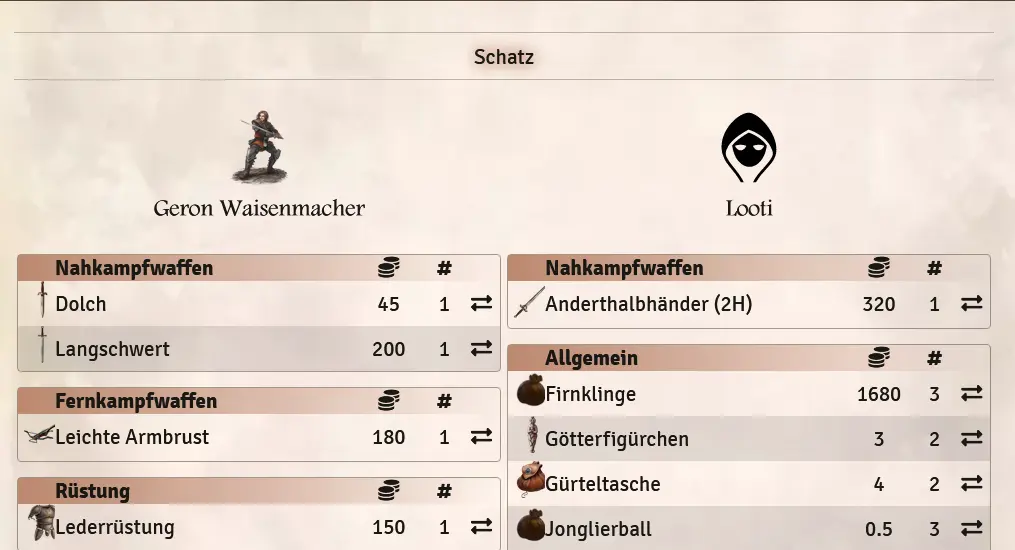 Schatz
Geron Waisenmacher
Looti
Nahkampfwaffen #
Dolch 45 1
Langschwert 200 1
Fernkampfwaffen #
Leichte Armbrust 180 1
Rüstung #
Lederrüstung 150 1
Nahkampfwaffen #
Anderthalbhänder (2H) 320 1
Allgemein #
Firnklinge 1680 3
Götterfigürchen 3 2
Gürteltasche 4 2
Jonglierball 0.5 3